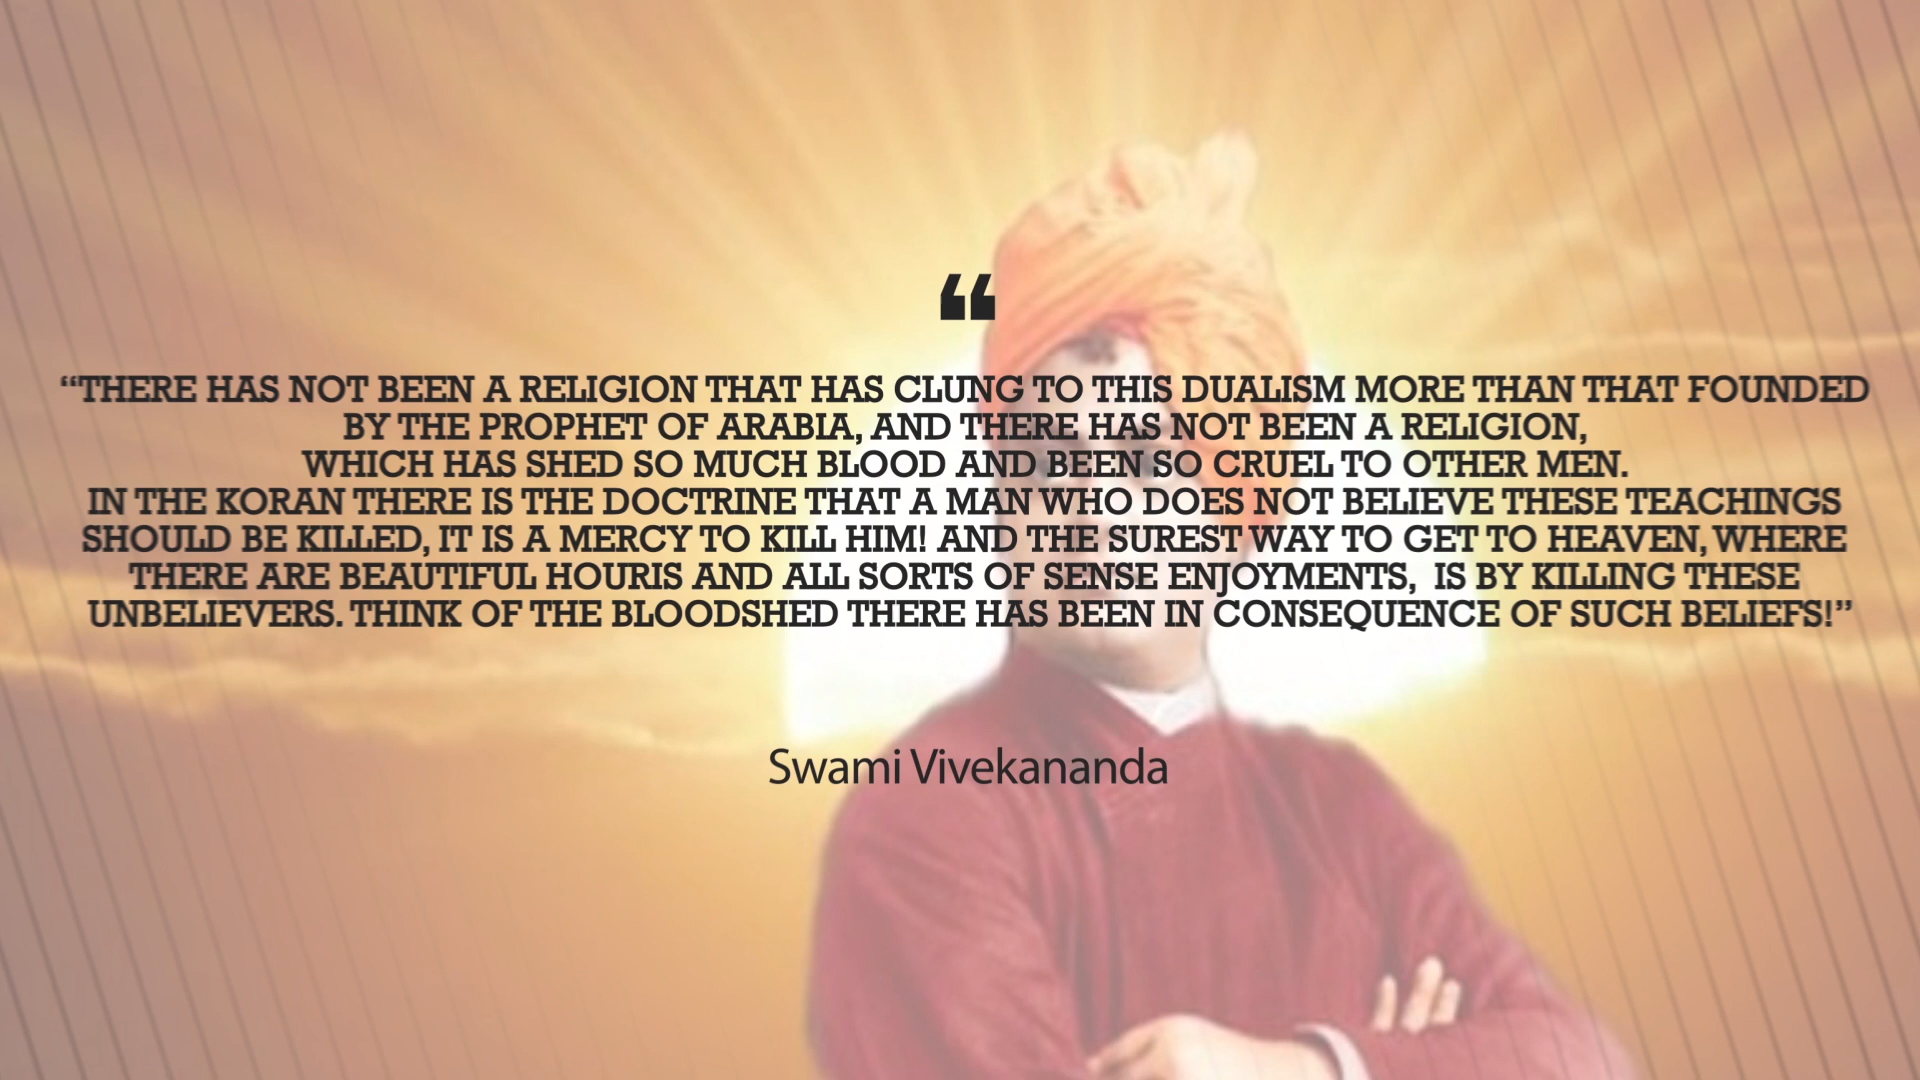 “
“THERE HAS NOT BEEN A RELIGION THAT HAS CLUNG TO THIS DUALISM MORE THAN THAT FOUNDED
BY THE PROPHET OF ARABIA, AND THERE HAS NOT BEEN A RELIGION,
WHICH HAS SHED SO MUCH BLOOD AND BEEN SO CRUEL TO OTHER MEN.
IN THE KORAN THERE IS THE DOCTRINE THAT A MAN WHO DOES NOT BELIEVE THESE TEACHINGS
SHOULD BE KILLED, IT IS A MERCY TO KILL HIM! AND THE SUREST WAY TO GET TO HEAVEN, WHERE
THERE ARE BEAUTIFUL HOURIS AND ALL SORTS OF SENSE ENJOYMENTS, IS BY KILLING THESE
UNBELIEVERS. THINK OF THE BLOODSHED THERE HAS BEEN IN CONSEQUENCE OF SUCH BELIEFS!”
Swami Vivekananda